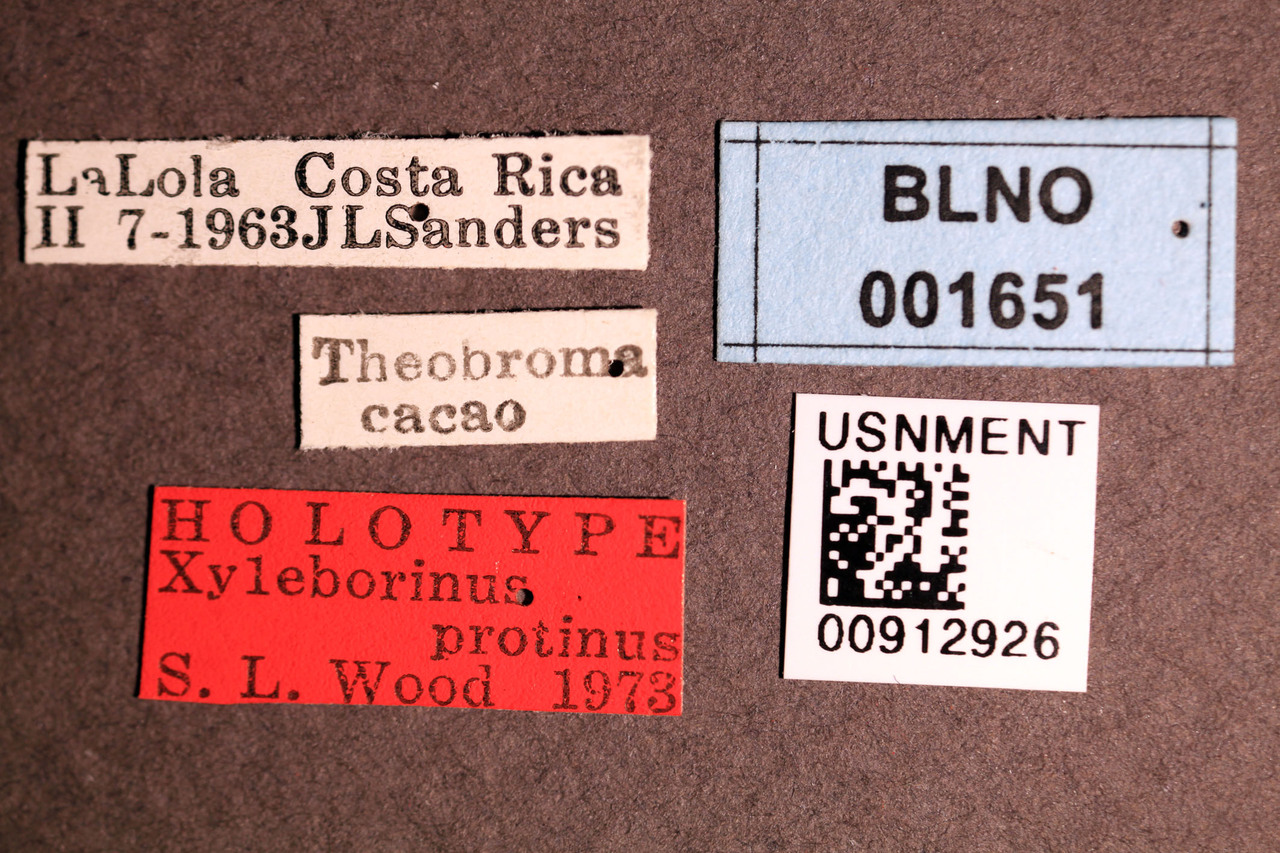 LaLola Costa Rica
II 7-1963JLSanders
Theobroma
cacao
HOLOTYPE
Xyleborinus
protinus
S. L. Wood 1973
BLNO
001651
USNMENT
00912926